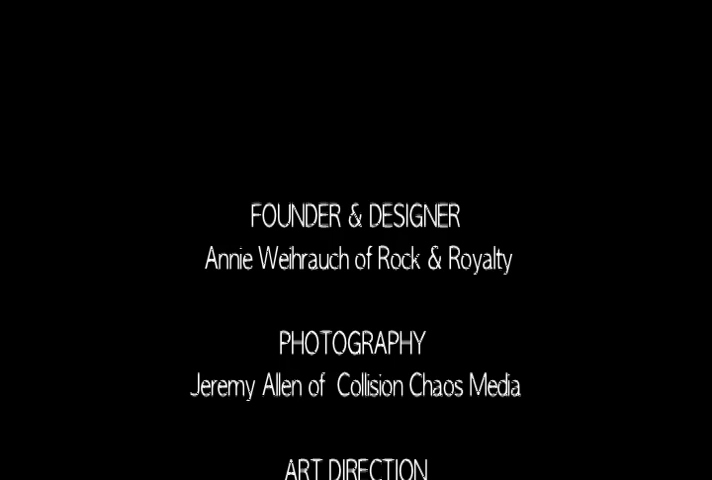 FOUNDER & DESIGNER
Annie Weihrauch of Rock & Royalty
PHOTOGRAPHY
Jeremy Allen of Collision Chaos Media
ART DIRECTION